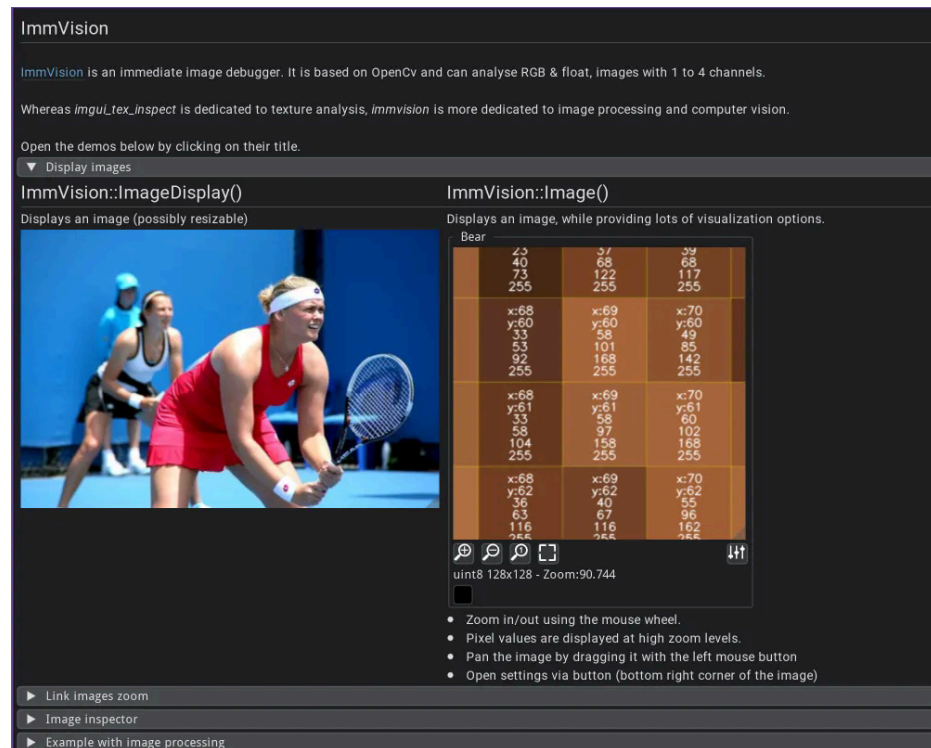 ImmVision
ImmVision is an immediate image debugger. It is based on OpenCv and can analyse RGB & float, images with 1 to 4 channels.
Whereas imgui_tex_inspect is dedicated to texture analysis, immvision is more dedicated to image processing and computer vision.
Open the demos below by clicking on their title.
Display images
ImmVision::ImageDisplay()
Displays an image (possibly resizable)
ImmVision::Image()
Displays an image, while providing lots of visualization options.
Bear
23 37 39
40 68 68
73 122 117
255 255 255
x:68 x:69 x:70
y:60 y:60 y:60
33 58 49
53 101 85
92 168 142
255 255 255
x:68 x:69 x:70
y:61 y:61 y:61
33 58 60
58 97 102
104 158 168
255 255 255
x:68 x:69 x:70
y:62 y:62 y:62
36 40 55
63 67 96
116 116 162
255 255 255
uint8 128x128 - Zoom:90.744
Zoom in/out using the mouse wheel.
Pixel values are displayed at high zoom levels.
Pan the image by dragging it with the left mouse button
Open settings via button (bottom right corner of the image)
Link images zoom
Image inspector
Example with image processing